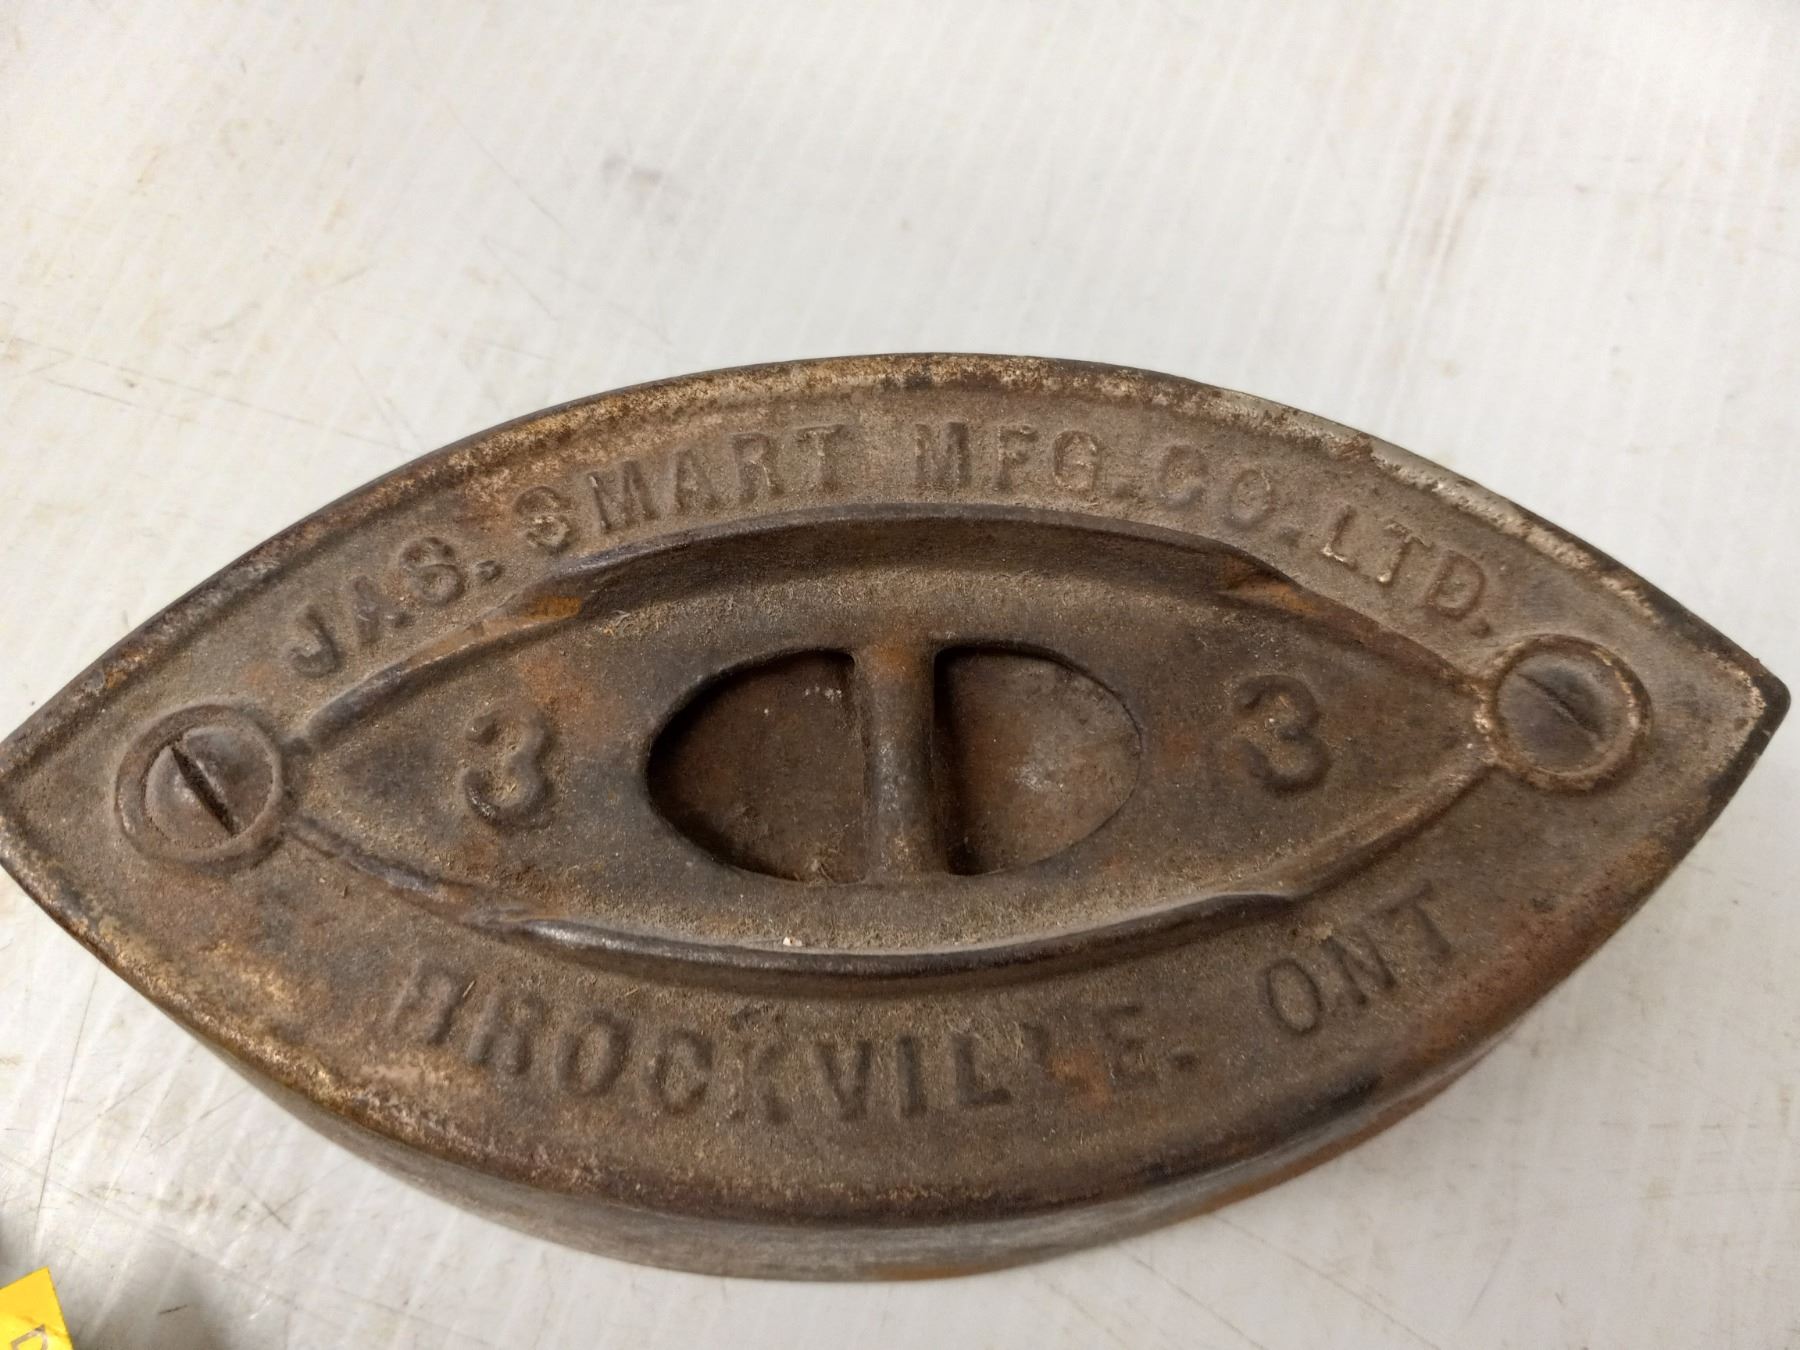 JAS. SMART MFG. CO. LTD.
3 3
BROCKVILLE. ONT